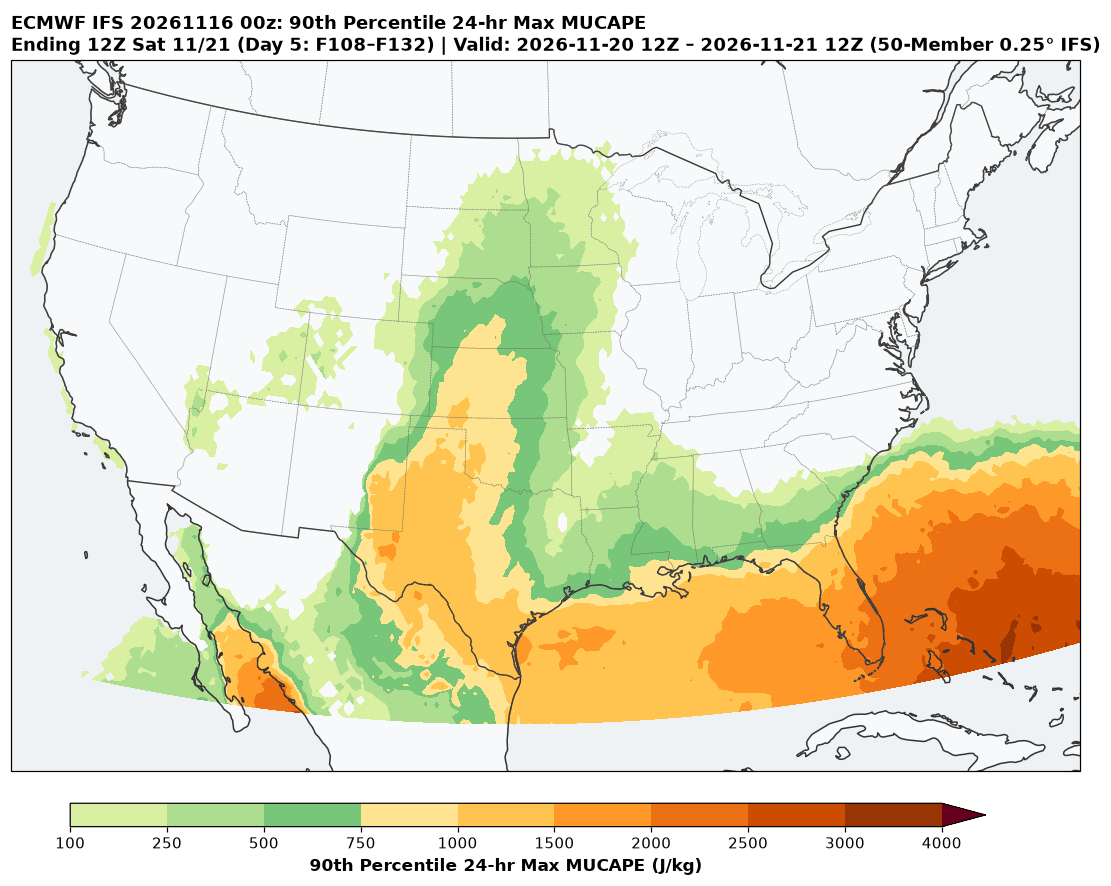 ECMWF IFS 20261116 00z: 90th Percentile 24-hr Max MUCAPE
Ending 12Z Sat 11/21 (Day 5: F108–F132) | Valid: 2026-11-20 12Z – 2026-11-21 12Z (50-Member 0.25° IFS)
100 250 500 750 1000 1500 2000 2500 3000 4000
90th Percentile 24-hr Max MUCAPE (J/kg)